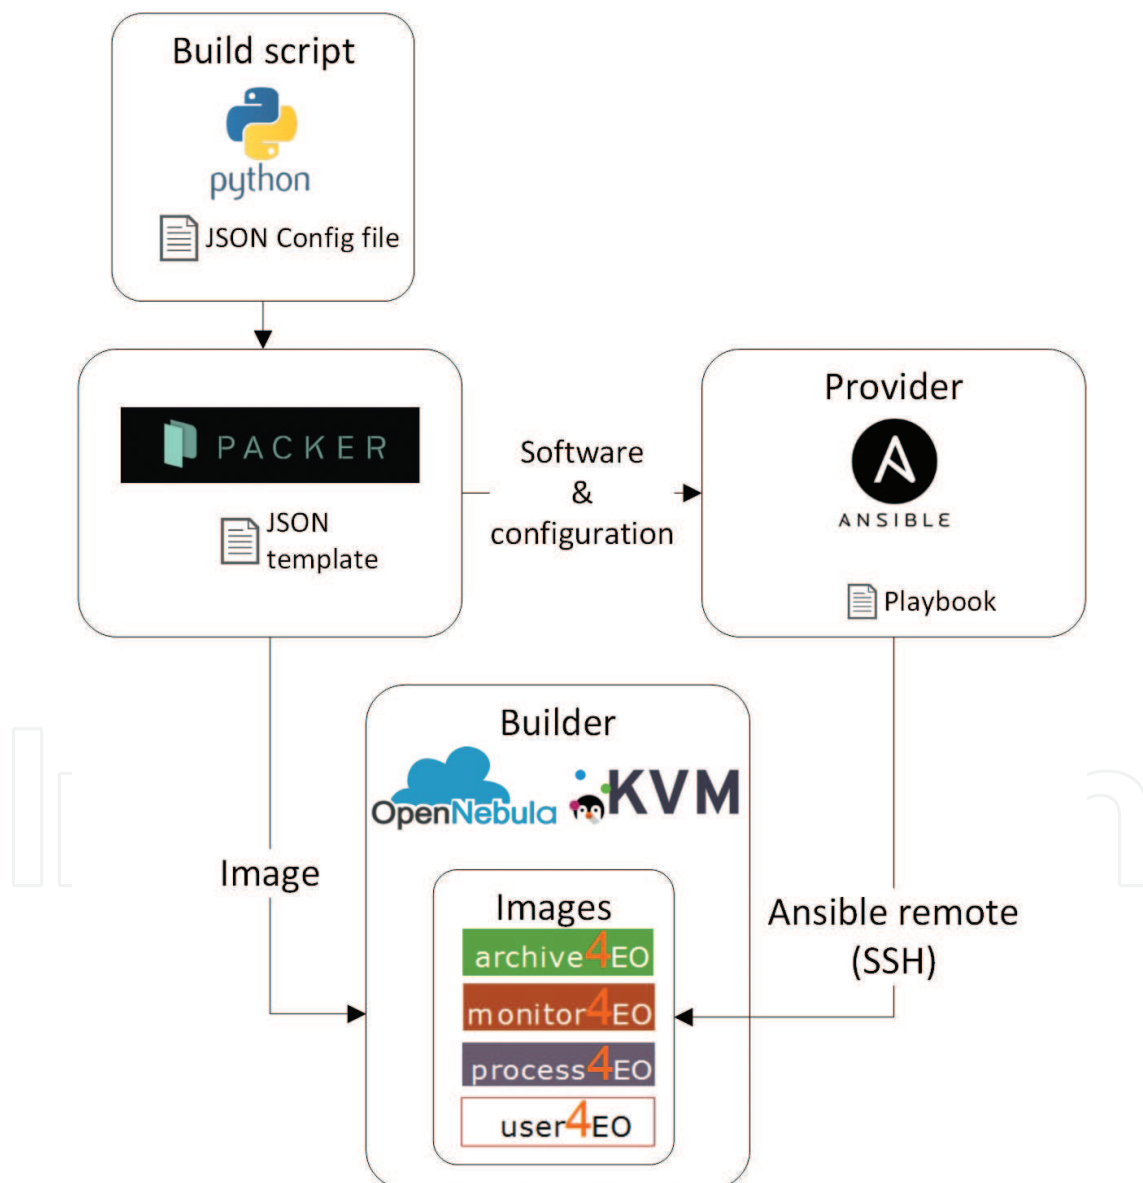 Build script
python
JSON Config file
PACKER
JSON
template
Software
&
configuration
Provider
ANSIBLE
Playbook
Builder
OpenNebula
KVM
Image
Images
archive4EO
monitor4EO
process4EO
user4EO
Ansible remote
(SSH)